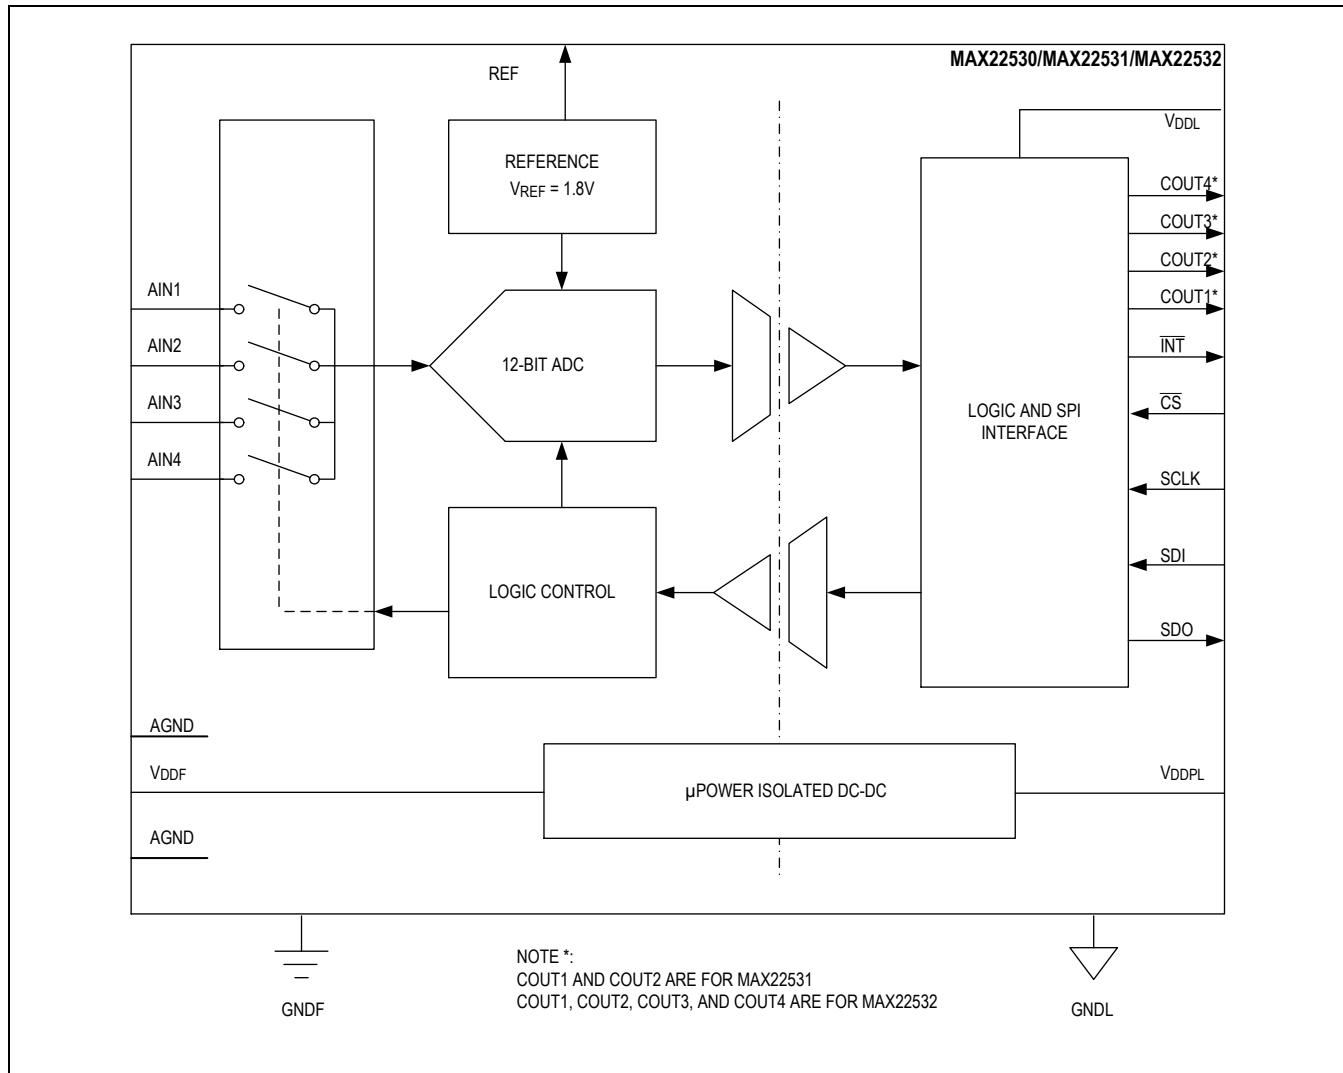 MAX22530/MAX22531/MAX22532
REF
VDDL
REFERENCE
VREF = 1.8V
COUT4*
COUT3*
COUT2*
COUT1*
INT
CS
SCLK
SDI
SDO
AIN1
AIN2
AIN3
AIN4
12-BIT ADC
LOGIC AND SPI
INTERFACE
LOGIC CONTROL
AGND
VDDF
µPOWER ISOLATED DC-DC
VDDPL
AGND
GNDF
NOTE *:
COUT1 AND COUT2 ARE FOR MAX22531
COUT1, COUT2, COUT3, AND COUT4 ARE FOR MAX22532
GNDL